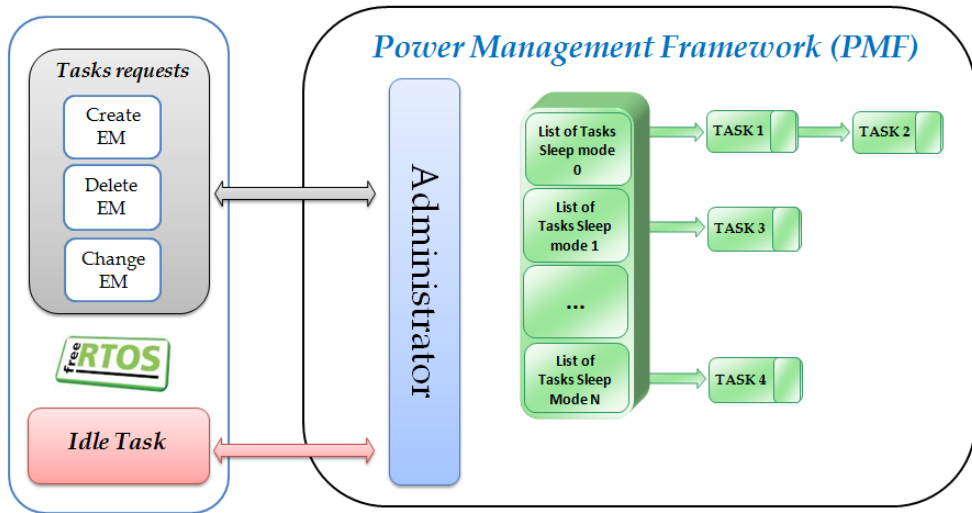 Power Management Framework (PMF)
Tasks requests
Create
EM
Delete
EM
Change
EM
free RTOS
Idle Task
Administrator
List of Tasks
Sleep mode
0
List of
Tasks Sleep
mode 1
...
List of
Tasks Sleep
Mode N
TASK 1
TASK 2
TASK 3
TASK 4